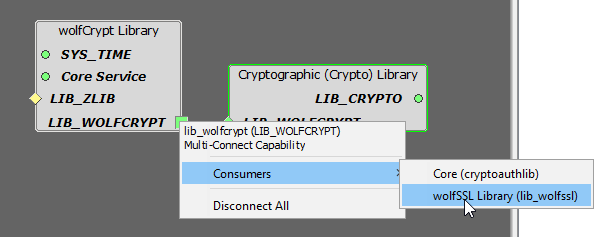 wolfCrypt Library
SYS_TIME
Core Service
LIB_ZLIB
LIB_WOLFCRYPT
Cryptographic (Crypto) Library
LIB_CRYPTO
LIB_WOLFCRYPT
lib_wolfcrypt (LIB_WOLFCRYPT)
Multi-Connect Capability
Consumers
Disconnect All
Core (cryptoauthlib)
wolfSSL Library (lib_wolfssl)